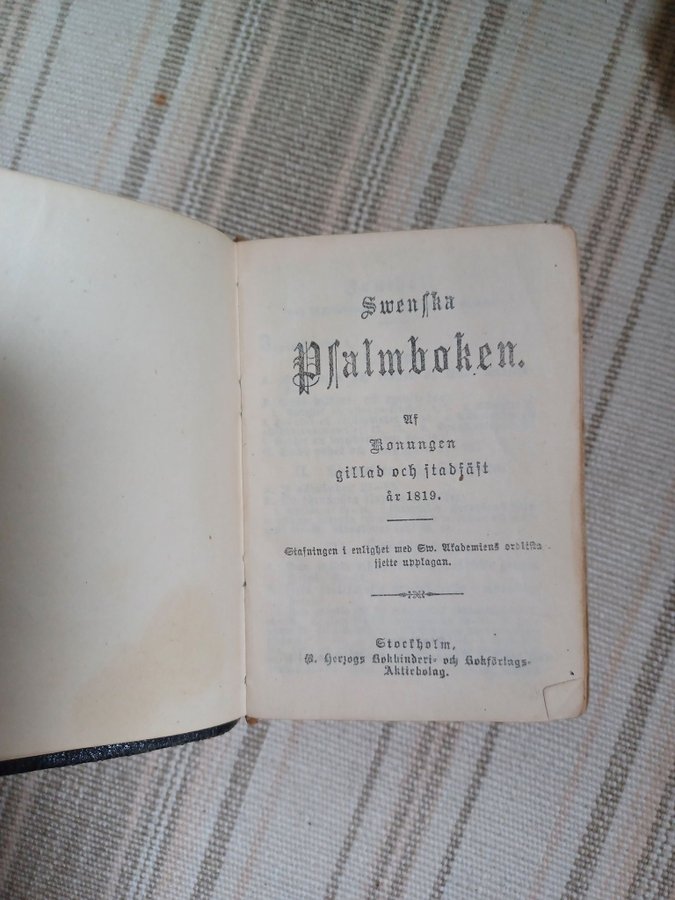 Swenska
Psalmboken.
Af
Konungen
gillad och stadfäst
år 1819.
Stafningen i enlighet med Sw. Akademiens ordlista
sjette upplagan.
Stockholm,
P. Herzogs Bokbinderi- och Bokförlags-
Aktiebolag.